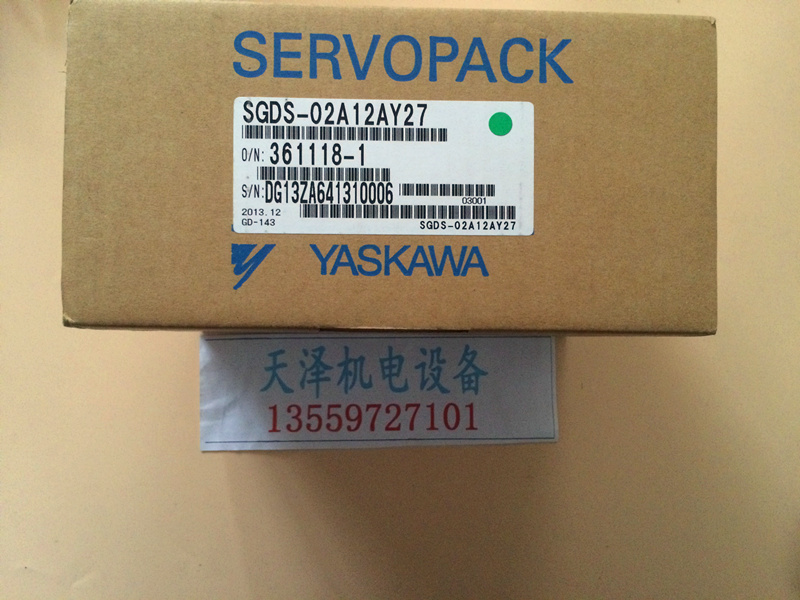 SERVOPACK
SGDS-02A12AY27
O/N: 361118-1
S/N: DG13ZA641310006
03001
2013.12
GD-143
SGDS-02A12AY27
YASKAWA
天泽机电设备
13559727101